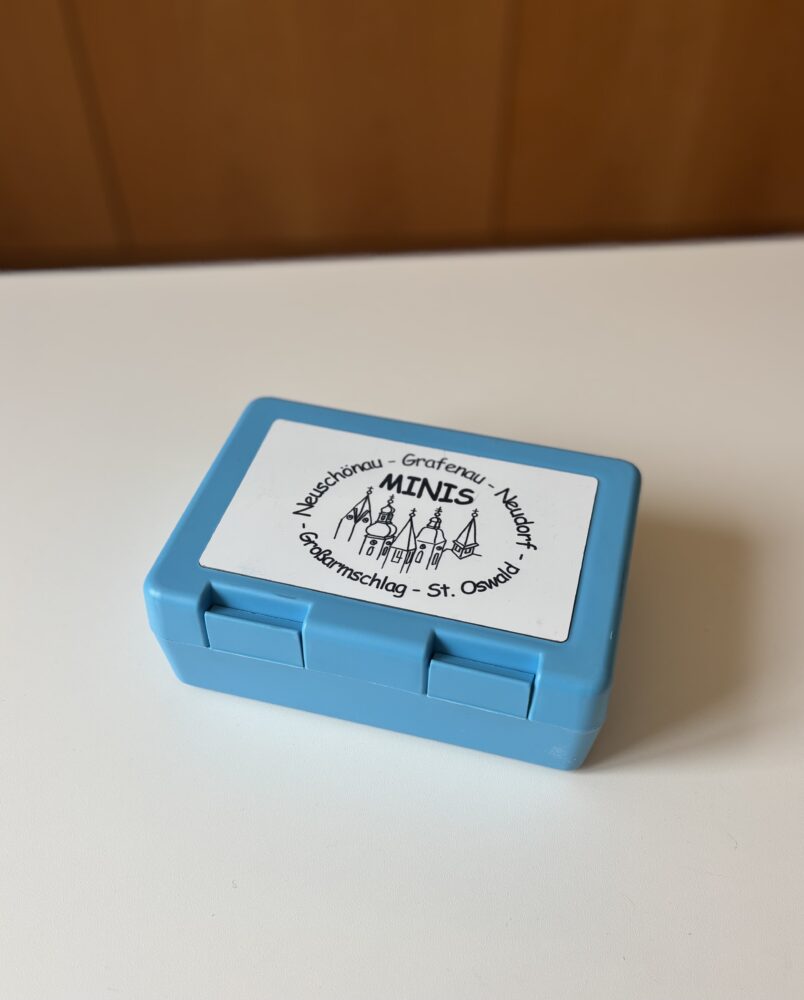 - Neuschönau - Grafenau - Neudorf -
MINIS
Großarmschlag - St. Oswald